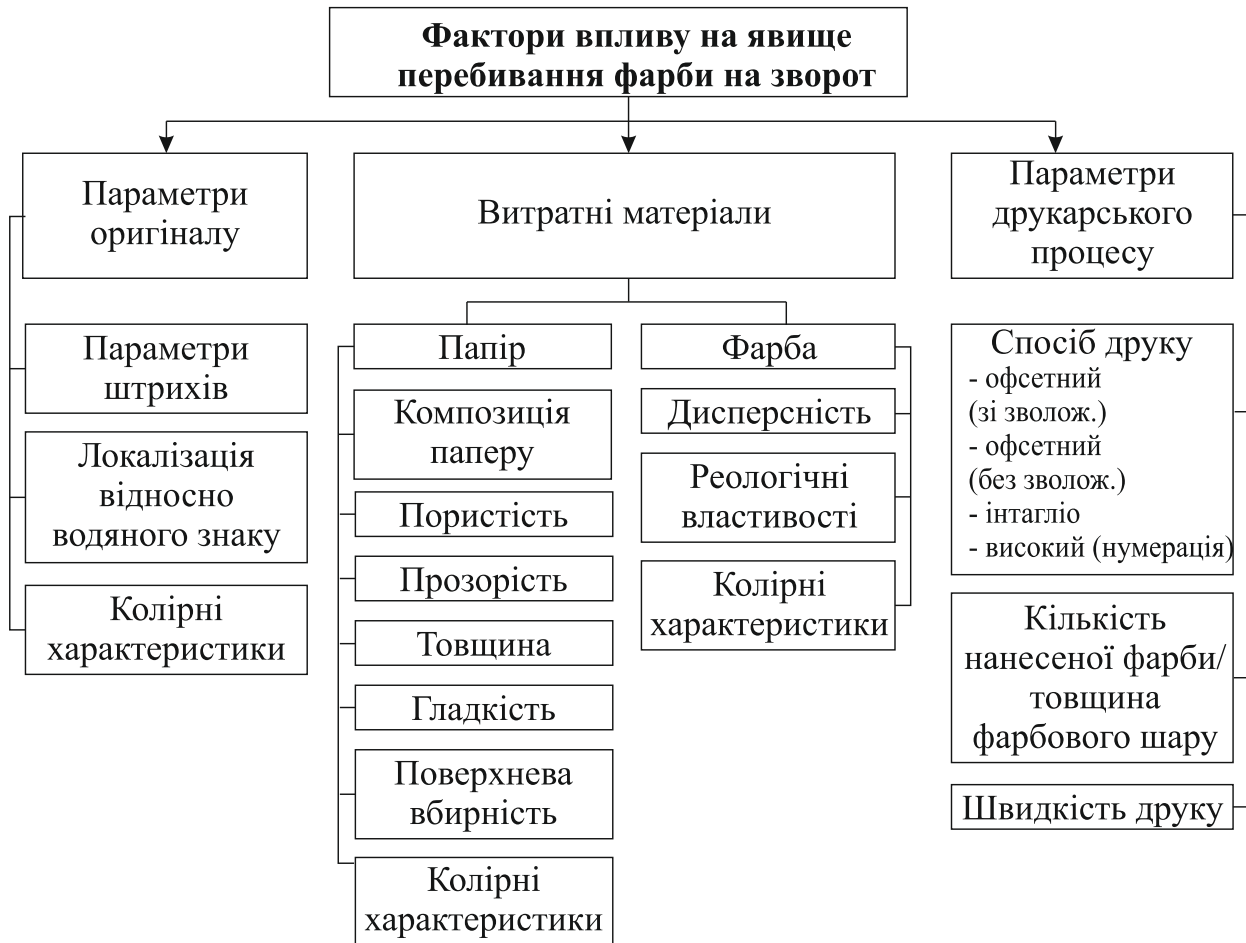 Фактори впливу на явище
перебивання фарби на зворот
Параметри
оригіналу
Витратні матеріали
Параметри
друкарського
процесу
Параметри
штрихів
Локалізація
відносно
водяного знаку
Колірні
характеристики
Папір
Композиція
паперу
Пористість
Прозорість
Товщина
Гладкість
Поверхнева
вбирність
Колірні
характеристики
Фарба
Дисперсність
Реологічні
властивості
Колірні
характеристики
Спосіб друку
- офсетний
(зі зволож.)
- офсетний
(без зволож.)
- інтагліо
- високий (нумерація)
Кількість
нанесеної фарби/
товщина
фарбового шару
Швидкість друку